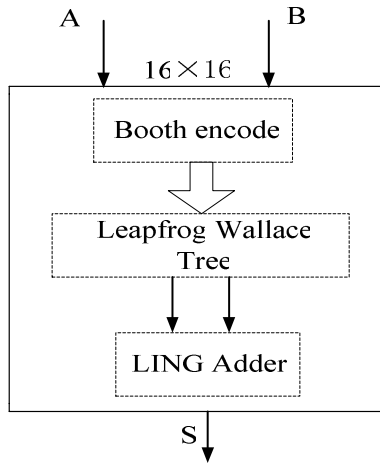 A
B
16×16
Booth encode
Leapfrog Wallace
Tree
LING Adder
S